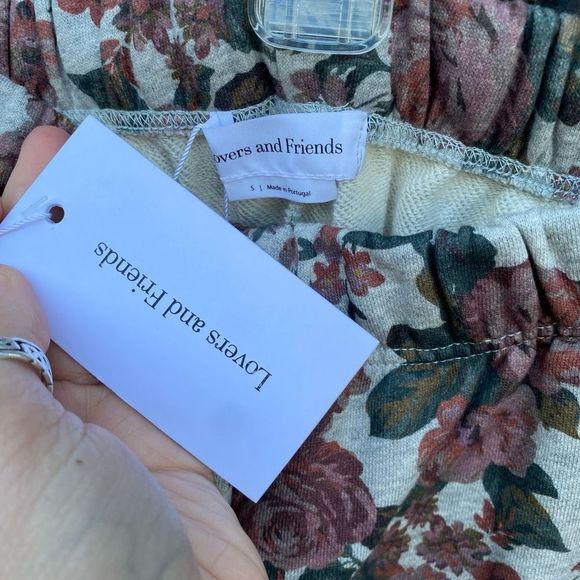 overs and Friends
S | Made in Portugal
Lovers and Friends